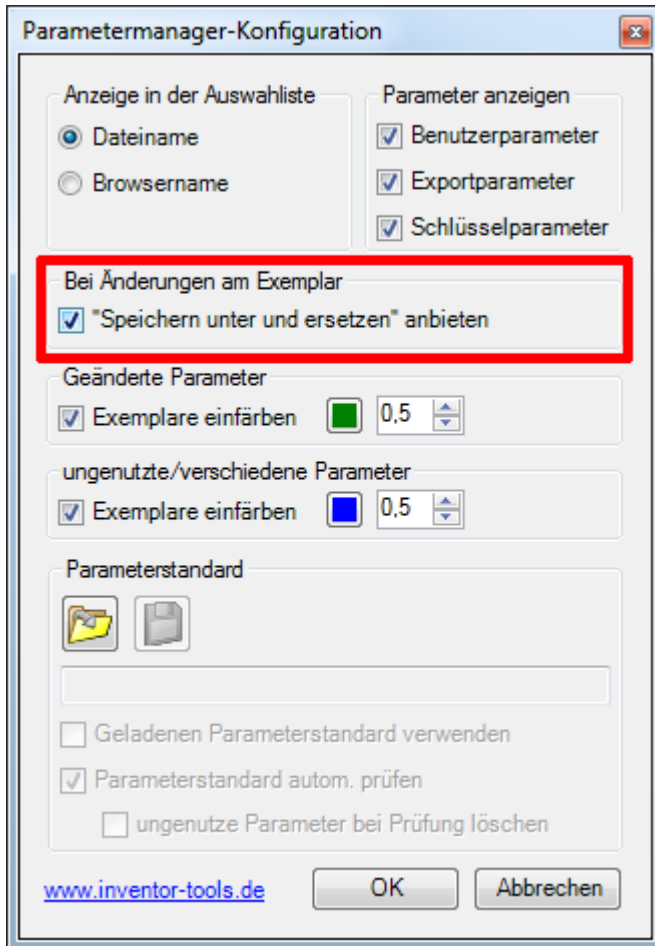 Parametermanager-Konfiguration
Anzeige in der Auswahlliste
Dateiname
Browsername
Parameter anzeigen
Benutzerparameter
Exportparameter
Schlüsselparameter
Bei Änderungen am Exemplar
"Speichern unter und ersetzen" anbieten
Geänderte Parameter
Exemplare einfärben 0,5
ungenutzte/verschiedene Parameter
Exemplare einfärben 0,5
Parameterstandard
Geladenen Parameterstandard verwenden
Parameterstandard autom. prüfen
ungenutze Parameter bei Prüfung löschen
www.inventor-tools.de OK Abbrechen